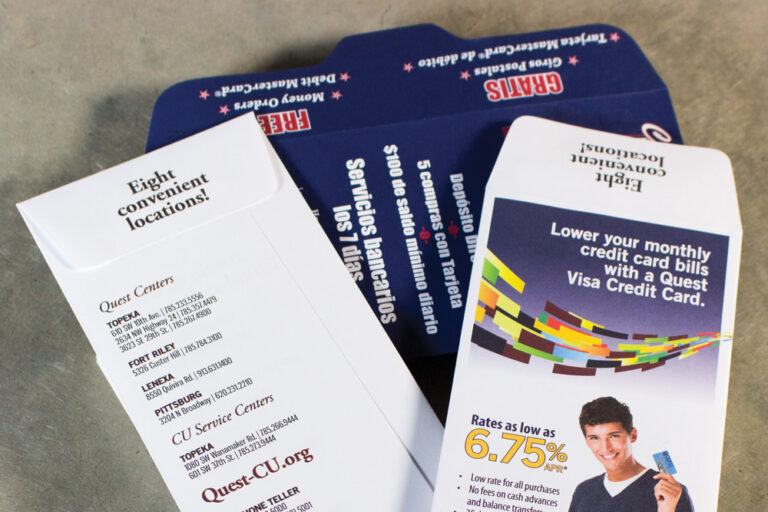 Eight
convenient
locations!
Quest Centers
TOPEKA
610 SW 10th Ave. | 785.233.5556
2634 NW Highway 24 | 785.357.4479
3623 SE 29th St. | 785.267.4900
FORT RILEY
5326 Custer Hill | 785.784.3100
LENEXA
8550 Quivira Rd. | 913.631.1400
PITTSBURG
3204 N Broadway | 620.231.2210
CU Service Centers
TOPEKA
1080 SW Wanamaker Rd. | 785.266.9444
601 SW 37th St. | 785.273.9444
Quest-CU.org
TELLER
FREE
Money Orders
Debit MasterCard®
GRATIS
Giros Postales
Tarjeta MasterCard® de débito
Servicios bancarios
los 7 días
$100 de saldo mínimo diario
-o-
5 compras con Tarjeta
-o-
Depósito
Eight
convenient
locations!
Lower your monthly
credit card bills
with a Quest
Visa Credit Card.
Rates as low as
6.75%
APR*
• Low rate for all purchases
• No fees on cash advances
and balance